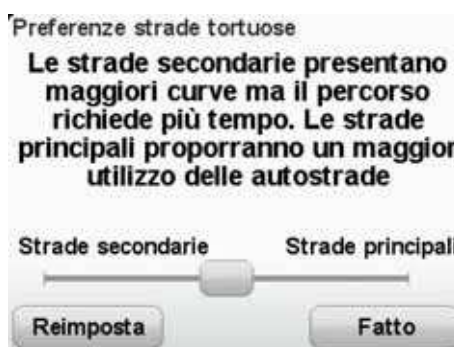 Preferenze strade tortuose
Le strade secondarie presentano
maggiori curve ma il percorso
richiede più tempo. Le strade
principali proporranno un maggior
utilizzo delle autostrade
Strade secondarie Strade principali
Reimposta Fatto